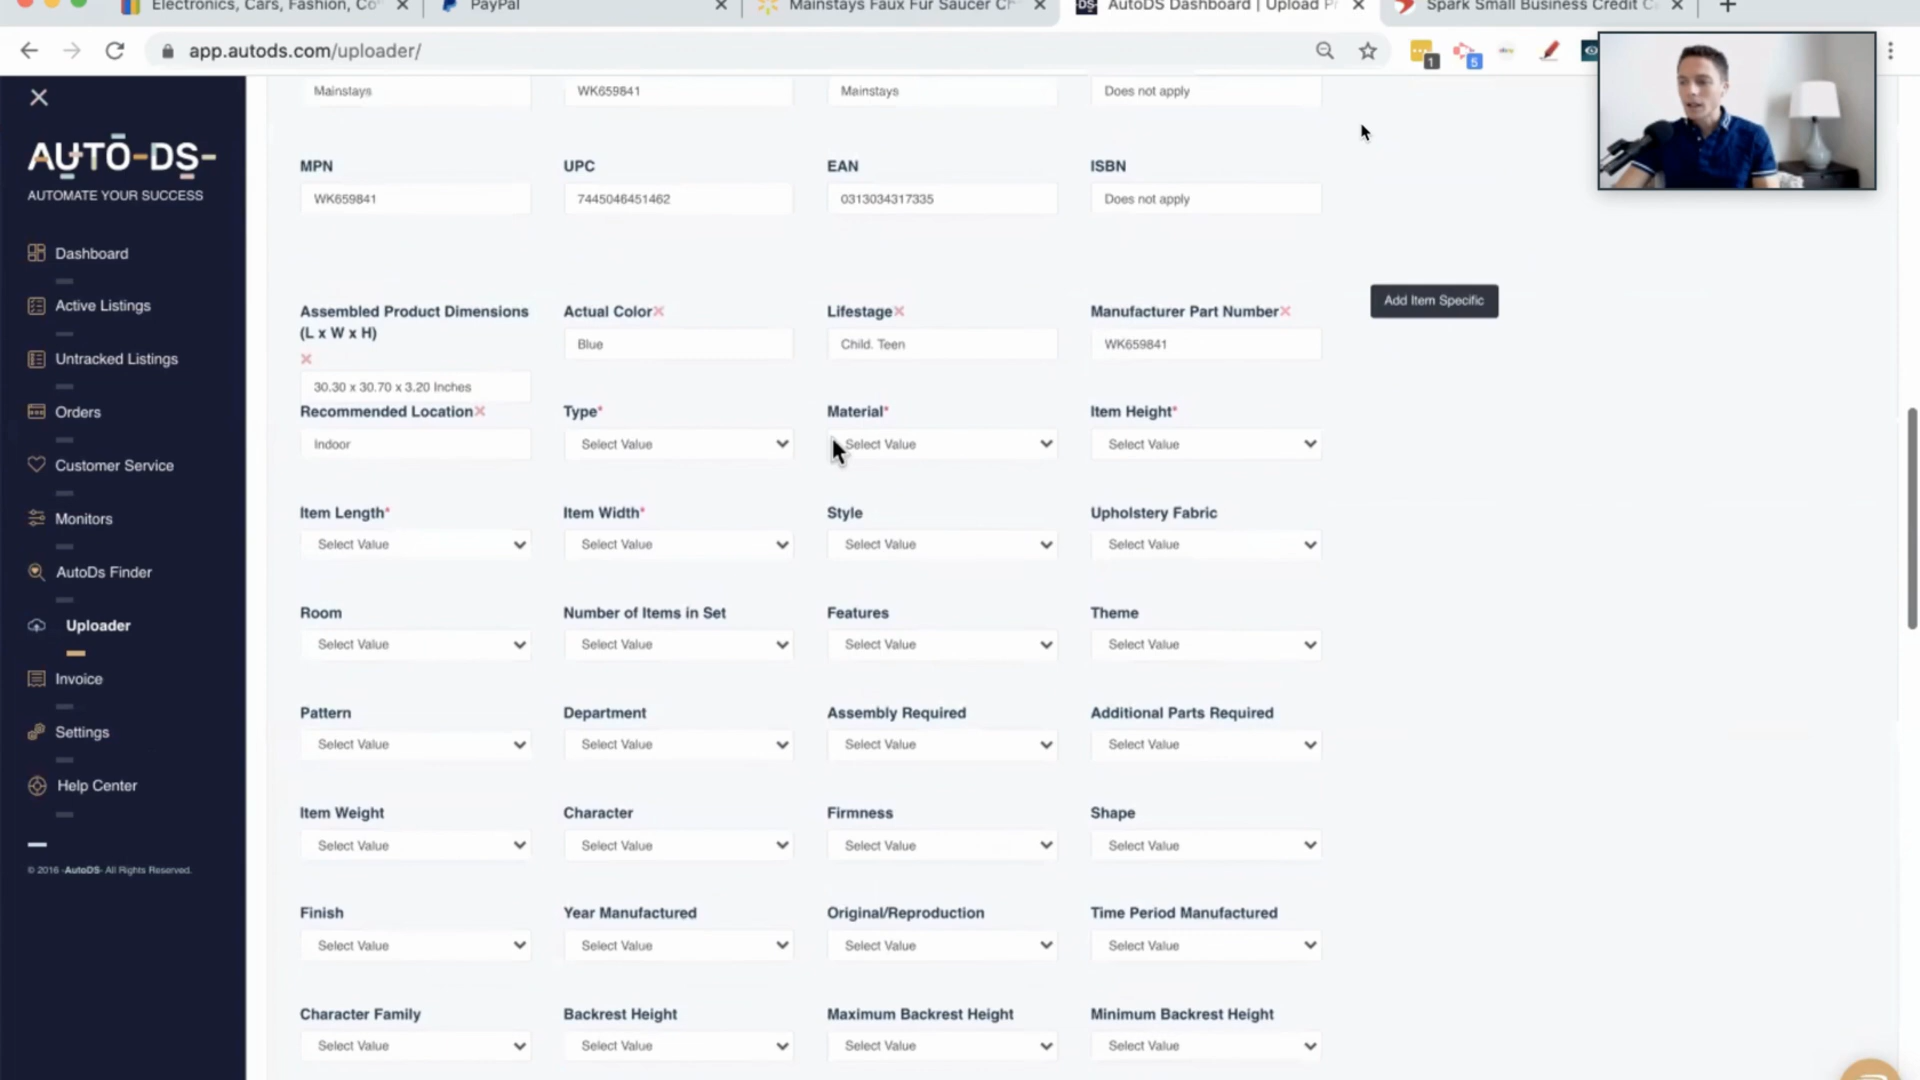 Electronics, Cars, Fashion, Co
PayPal
Mainstays Faux Fur Saucer Ch
AutoDS Dashboard | Upload Pr
Spark Small Business Credit C
app.autods.com/uploader/
1
5
AUTO-DS-
AUTOMATE YOUR SUCCESS
Dashboard
Active Listings
Untracked Listings
Orders
Customer Service
Monitors
AutoDs Finder
Uploader
Invoice
Settings
Help Center
© 2016 -AutoDS- All Rights Reserved.
Mainstays WK659841 Mainstays Does not apply
MPN UPC EAN ISBN
WK659841 7445046451462 0313034317335 Does not apply
Add Item Specific
Assembled Product Dimensions Actual Color Lifestage Manufacturer Part Number
(L x W x H)
Blue Child. Teen WK659841
30.30 x 30.70 x 3.20 Inches
Recommended Location Type* Material* Item Height*
Indoor Select Value Select Value Select Value
Item Length* Item Width* Style Upholstery Fabric
Select Value Select Value Select Value Select Value
Room Number of Items in Set Features Theme
Select Value Select Value Select Value Select Value
Pattern Department Assembly Required Additional Parts Required
Select Value Select Value Select Value Select Value
Item Weight Character Firmness Shape
Select Value Select Value Select Value Select Value
Finish Year Manufactured Original/Reproduction Time Period Manufactured
Select Value Select Value Select Value Select Value
Character Family Backrest Height Maximum Backrest Height Minimum Backrest Height
Select Value Select Value Select Value Select Value